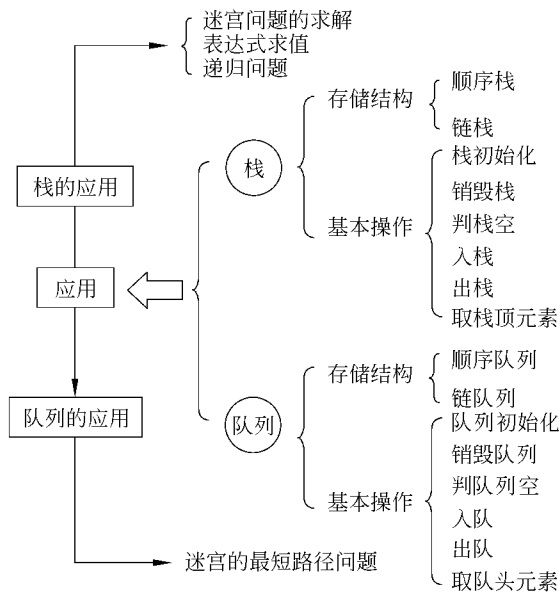 迷宫问题的求解
表达式求值
递归问题
栈的应用
应用
队列的应用
迷宫的最短路径问题
栈
存储结构
顺序栈
链栈
基本操作
栈初始化
销毁栈
判栈空
入栈
出栈
取栈顶元素
队列
存储结构
顺序队列
链队列
基本操作
队列初始化
销毁队列
判队列空
入队
出队
取队头元素